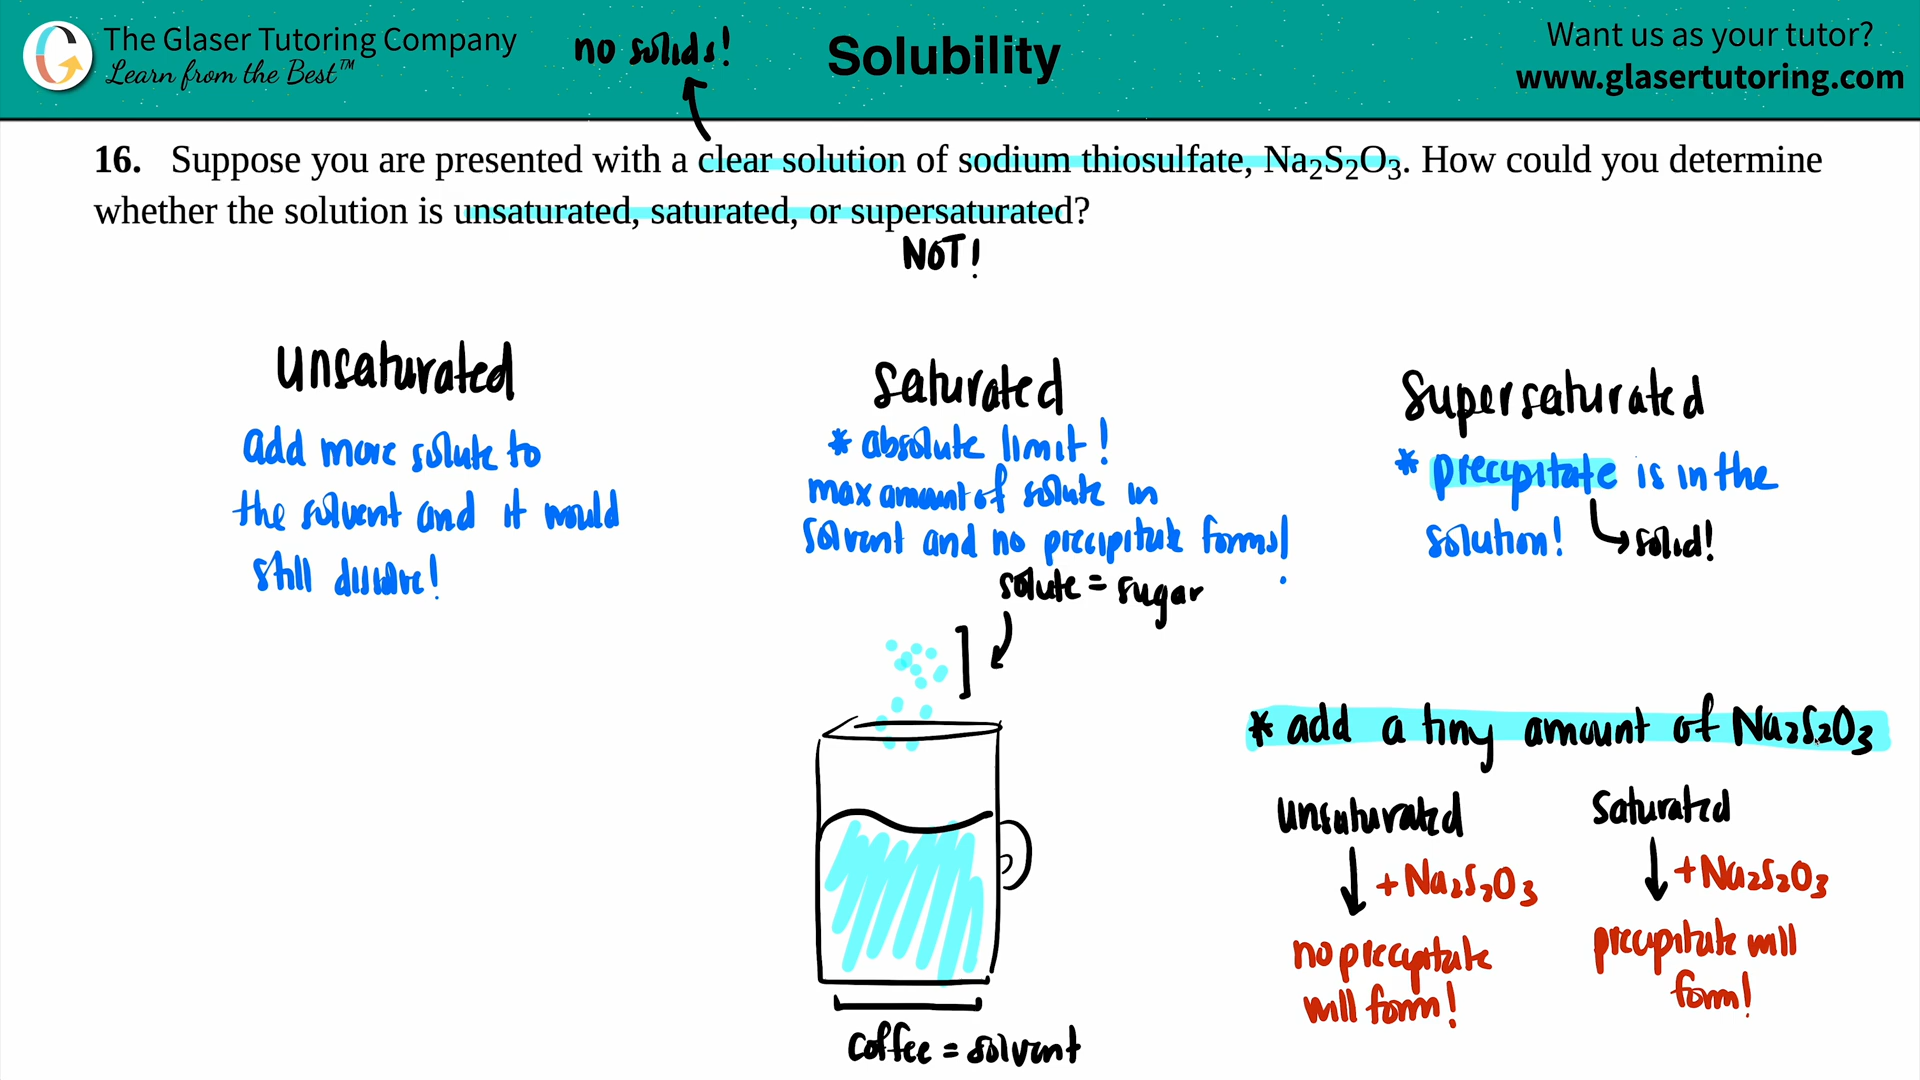 The Glaser Tutoring Company
Learn from the Best™
no solids!
Solubility
Want us as your tutor?
www.glasertutoring.com
16. Suppose you are presented with a clear solution of sodium thiosulfate, Na₂S₂O₃. How could you determine
whether the solution is unsaturated, saturated, or supersaturated?
NOT!
Unsaturated
add more solute to
the solvent and it would
still dissolve!
Saturated
* absolute limit!
max amount of solute in
solvent and no precipitate forms!
solute = sugar
coffee = solvent
Supersaturated
* precipitate is in the
solution!
solid!
* add a tiny amount of Na₂S₂O₃
unsaturated
+ Na₂S₂O₃
no precipitate
will form!
Saturated
+ Na₂S₂O₃
precipitate will
form!